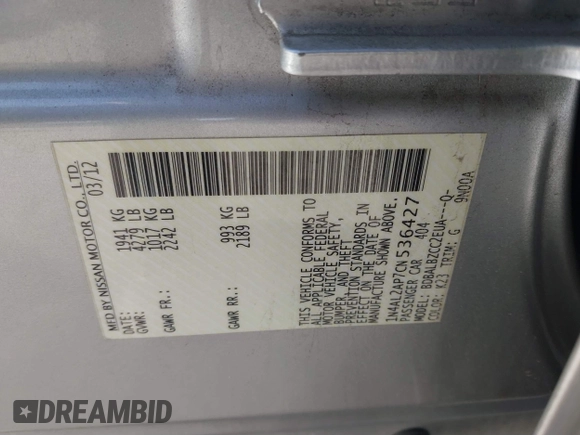 MFD BY NISSAN MOTOR CO., LTD.
DATE: 03/12
GVWR: 1941 KG
4279 LB
GAWR FR: 1017 KG
2242 LB
GAWR RR: 993 KG
2189 LB
THIS VEHICLE CONFORMS TO
ALL APPLICABLE FEDERAL
MOTOR VEHICLE SAFETY,
BUMPER, AND THEFT
PREVENTION STANDARDS IN
EFFECT ON THE DATE OF
MANUFACTURE SHOWN ABOVE.
1N4AL2AP7CN536427
PASSENGER CAR 104
MODEL: BDBALBZCC2EUA---Q-
COLOR: K23 TRIM: G 9N00A
DREAMBID